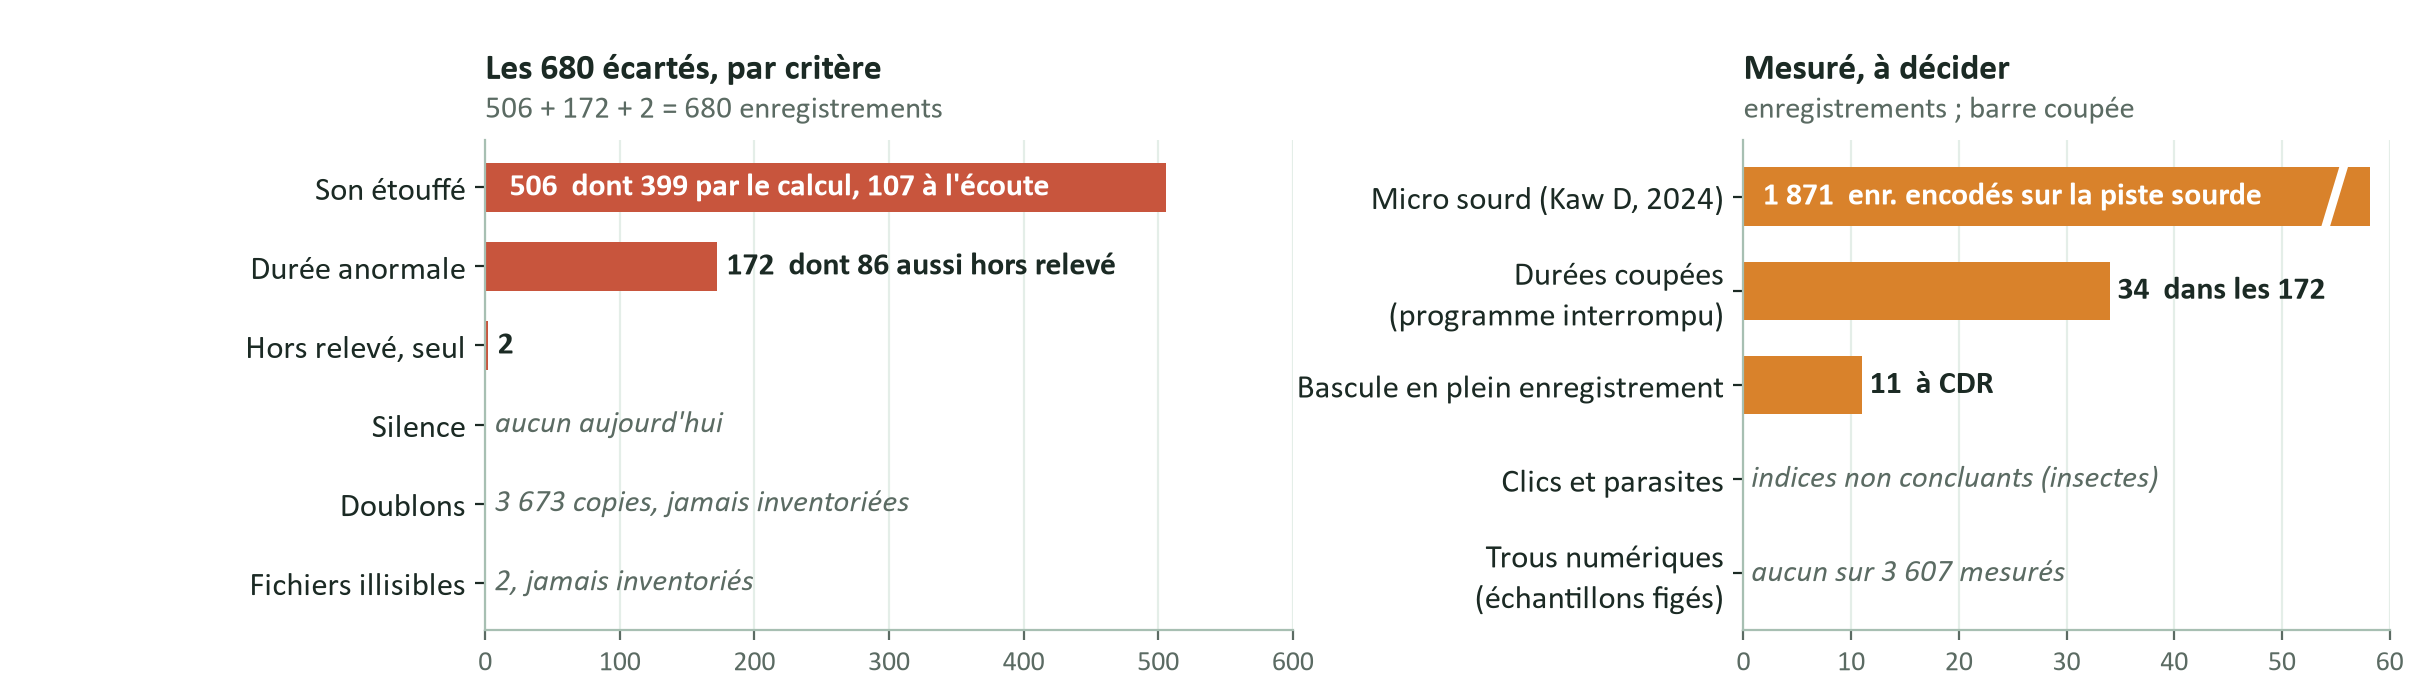 Les 680 écartés, par critère
506 + 172 + 2 = 680 enregistrements
Son étouffé
506 dont 399 par le calcul, 107 à l'écoute
Durée anormale
172 dont 86 aussi hors relevé
Hors relevé, seul
2
Silence
aucun aujourd'hui
Doublons
3 673 copies, jamais inventoriées
Fichiers illisibles
2, jamais inventoriés
0 100 200 300 400 500 600
Mesuré, à décider
enregistrements ; barre coupée
Micro sourd (Kaw D, 2024)
1 871 enr. encodés sur la piste sourde
Durées coupées
(programme interrompu)
34 dans les 172
Bascule en plein enregistrement
11 à CDR
Clics et parasites
indices non concluants (insectes)
Trous numériques
(échantillons figés)
aucun sur 3 607 mesurés
0 10 20 30 40 50 60